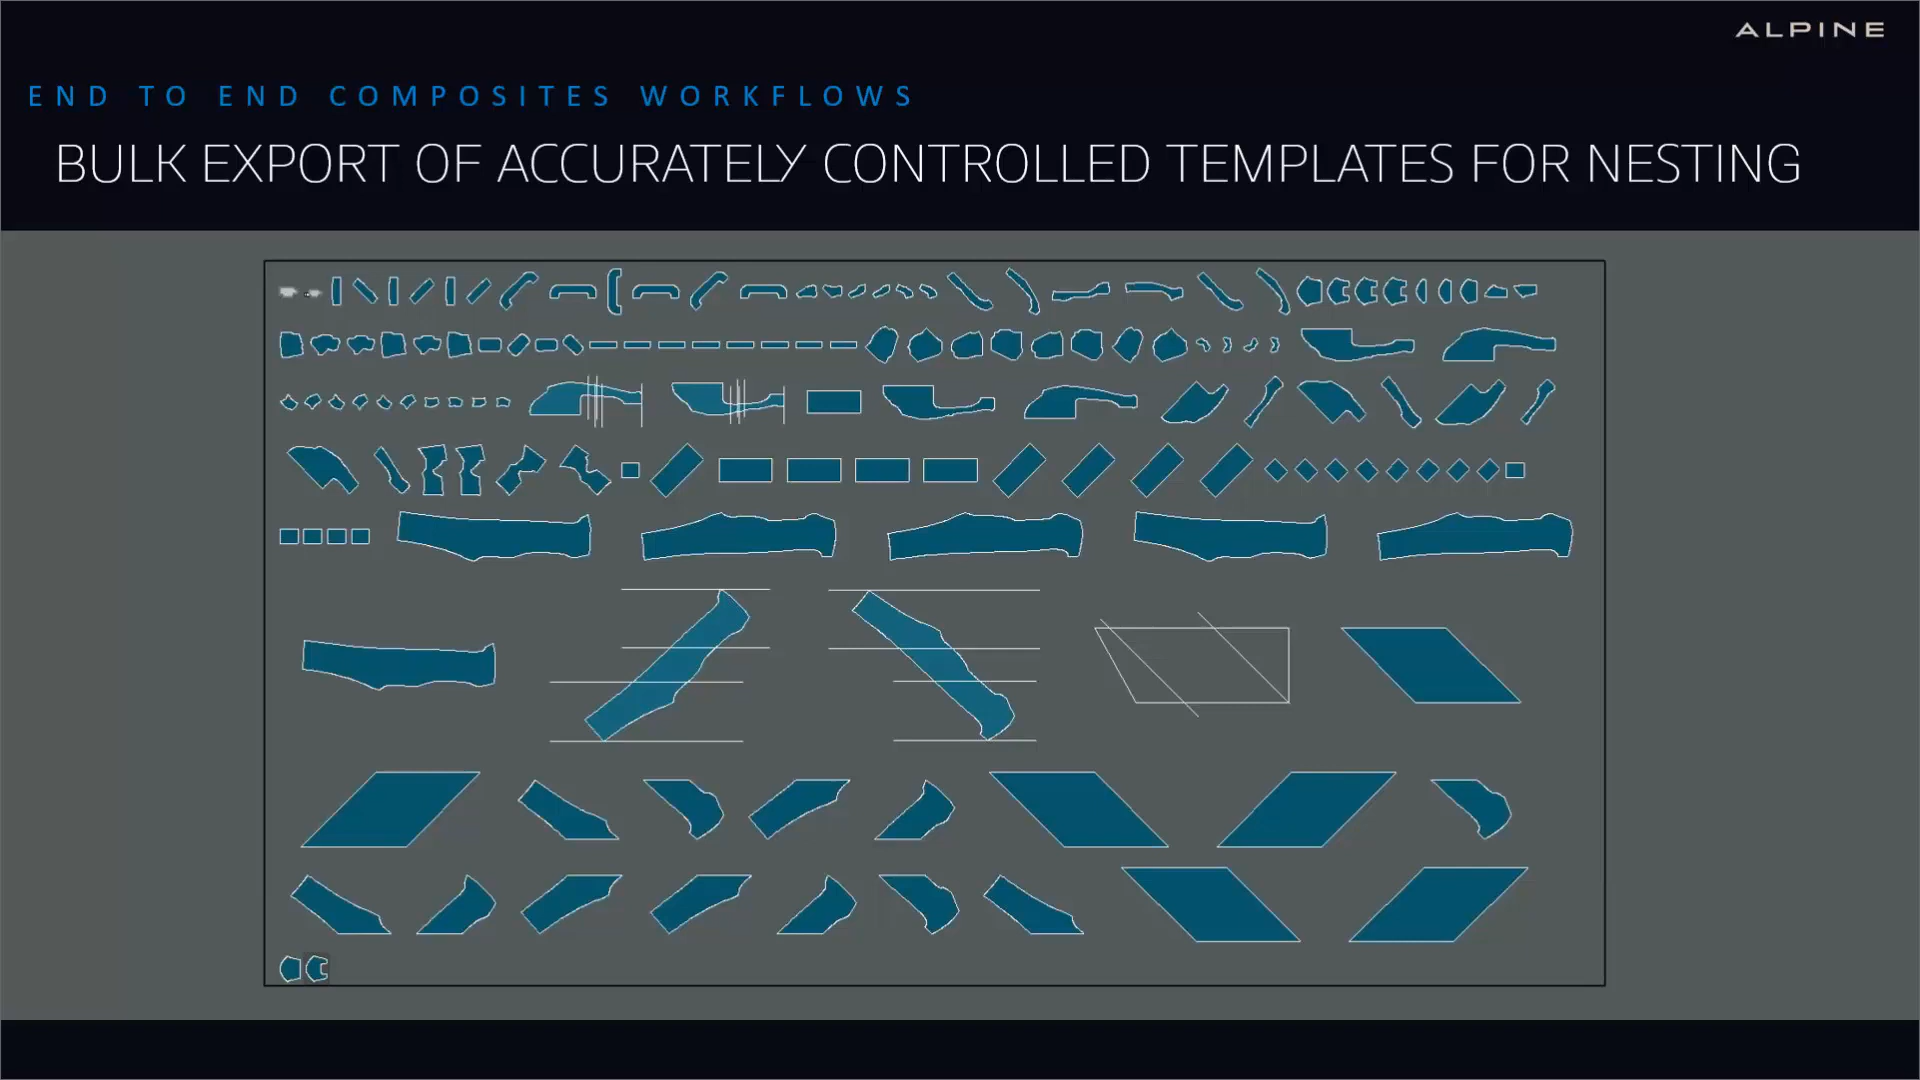 ALPINE
END TO END COMPOSITES WORKFLOWS
BULK EXPORT OF ACCURATELY CONTROLLED TEMPLATES FOR NESTING